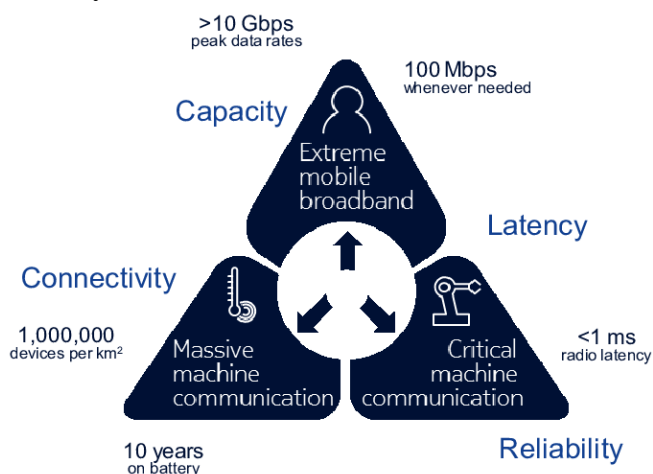 >10 Gbps
peak data rates
100 Mbps
whenever needed
Capacity
Extreme
mobile
broadband
Latency
Connectivity
1,000,000
devices per km²
Massive
machine
communication
Critical
machine
communication
<1 ms
radio latency
10 years
on battery
Reliability